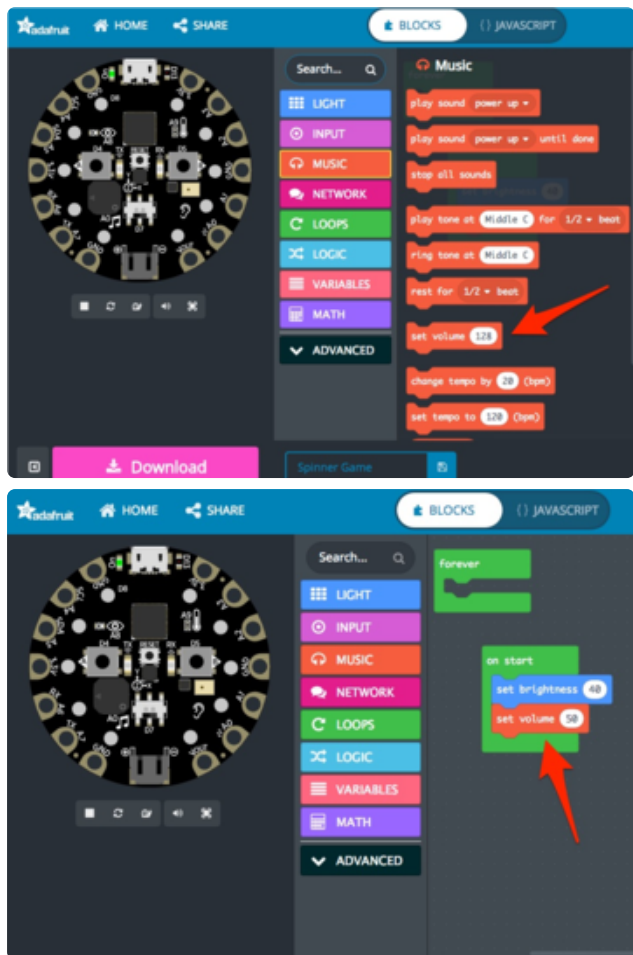 adafruit HOME SHARE BLOCKS {} JAVASCRIPT
Search...
LIGHT
INPUT
MUSIC
NETWORK
LOOPS
LOGIC
VARIABLES
MATH
ADVANCED
Music
play sound power up
play sound power up until done
stop all sounds
play tone at Middle C for 1/2 beat
ring tone at Middle C
rest for 1/2 beat
set volume 128
change tempo by 20 (bpm)
set tempo to 120 (bpm)
Download
Spinner Game
adafruit HOME SHARE BLOCKS {} JAVASCRIPT
Search...
LIGHT
INPUT
MUSIC
NETWORK
LOOPS
LOGIC
VARIABLES
MATH
ADVANCED
forever
on start
set brightness 40
set volume 50